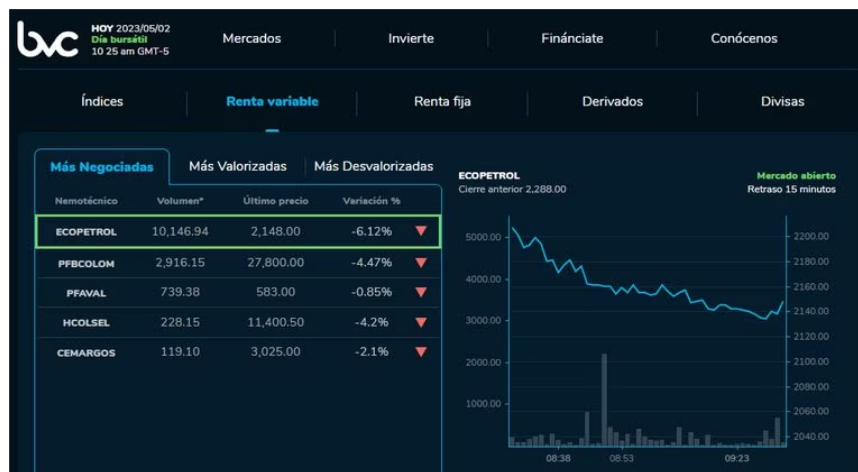 bvc
HOY 2023/05/02
Día bursátil
10 25 am GMT-5
Mercados Invierte Fináncíate Conócenos
Índices Renta variable Renta fija Derivados Divisas
Más Negociadas Más Valorizadas Más Desvalorizadas
Nemotécnico Volumen* Último precio Variación %
ECOPETROL 10,146.94 2,148.00 -6.12%
PFBCOLOM 2,916.15 27,800.00 -4.47%
PFAVAL 739.38 583.00 -0.85%
HCOLSEL 228.15 11,400.50 -4.2%
CEMARGOS 119.10 3,025.00 -2.1%
ECOPETROL Mercado abierto
Cierre anterior 2,288.00 Retraso 15 minutos
5000.00
4000.00
3000.00
2000.00
1000.00
2200.00
2180.00
2160.00
2140.00
2120.00
2100.00
2080.00
2060.00
2040.00
08:38 08:53 09:23